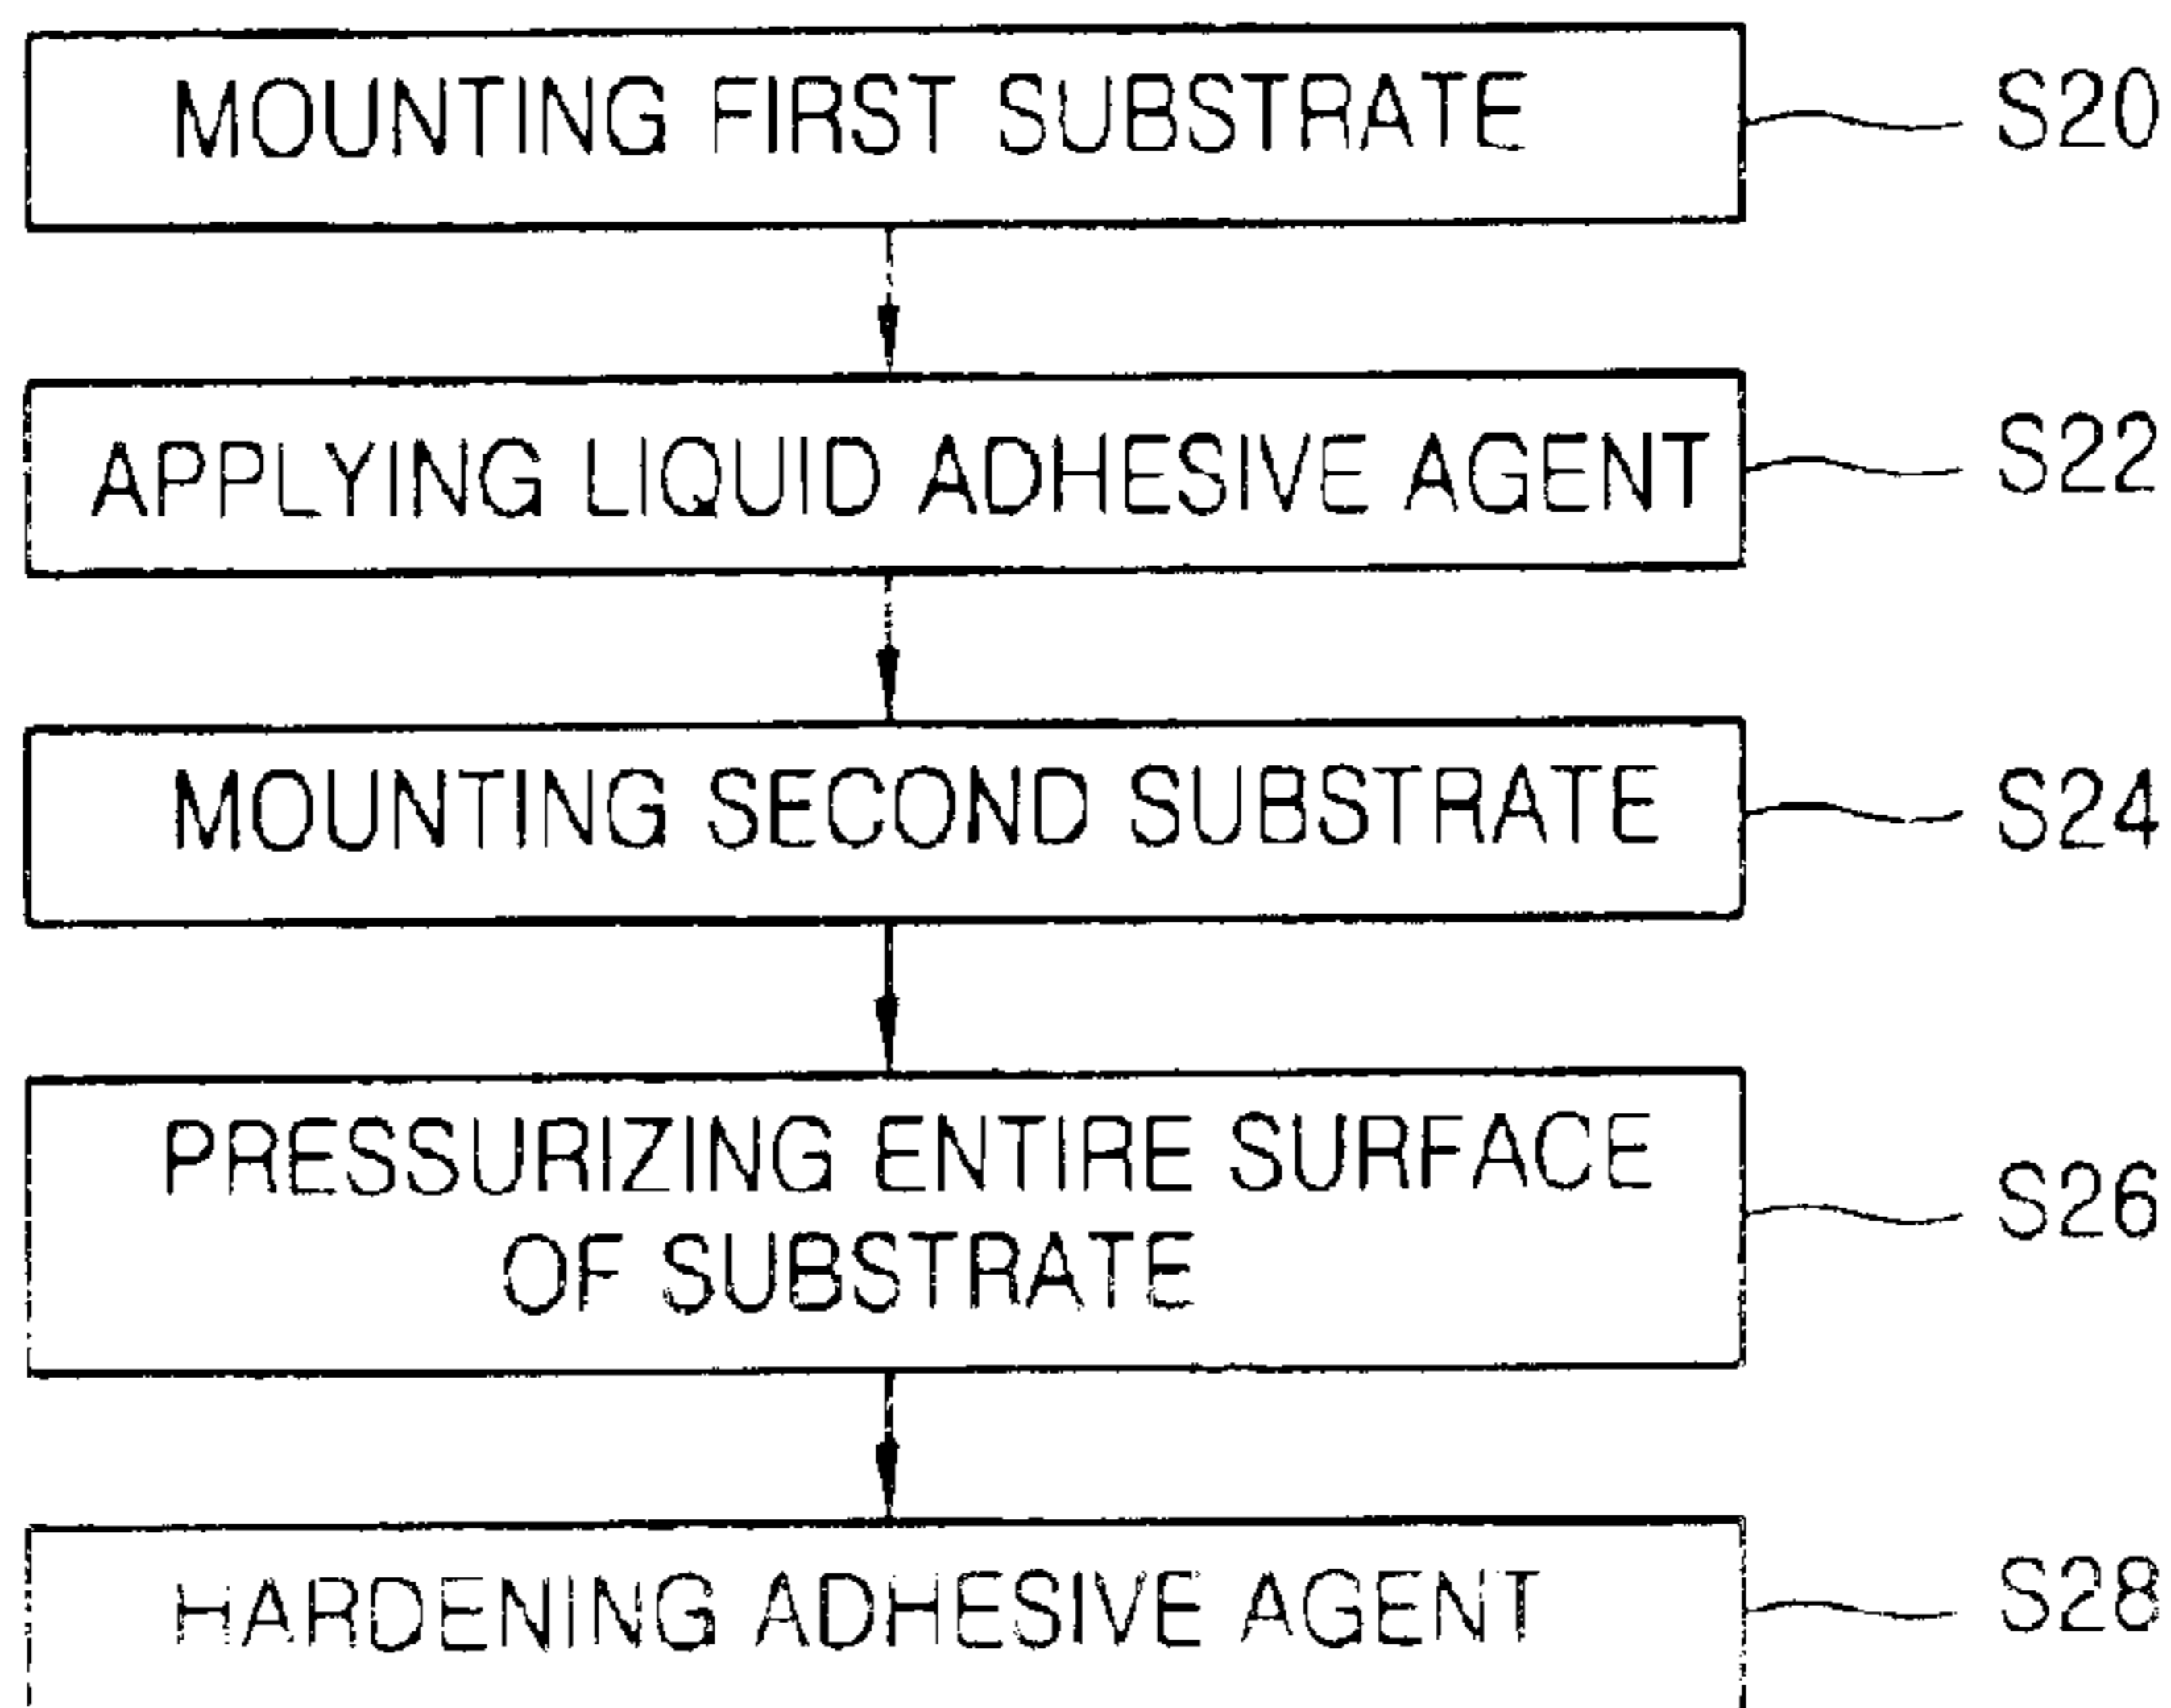 MOUNTING FIRST SUBSTRATE S20
APPLYING LIQUID ADHESIVE AGENT S22
MOUNTING SECOND SUBSTRATE S24
PRESSURIZING ENTIRE SURFACE
OF SUBSTRATE S26
HARDENING ADHESIVE AGENT S28